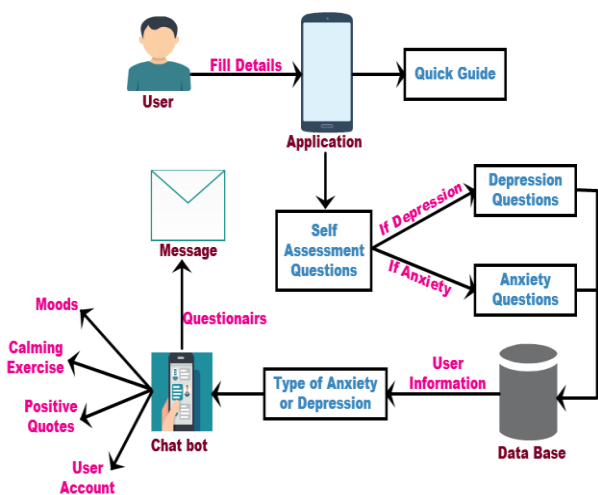 Fill Details
Quick Guide
User
Application
Depression
Questions
If Depression
Self
Assessment
Questions
Message
If Anxiety
Anxiety
Questions
Moods
Questionairs
Calming
Exercise
User
Information
Type of Anxiety
or Depression
Positive
Quotes
Chat bot
Data Base
User
Account